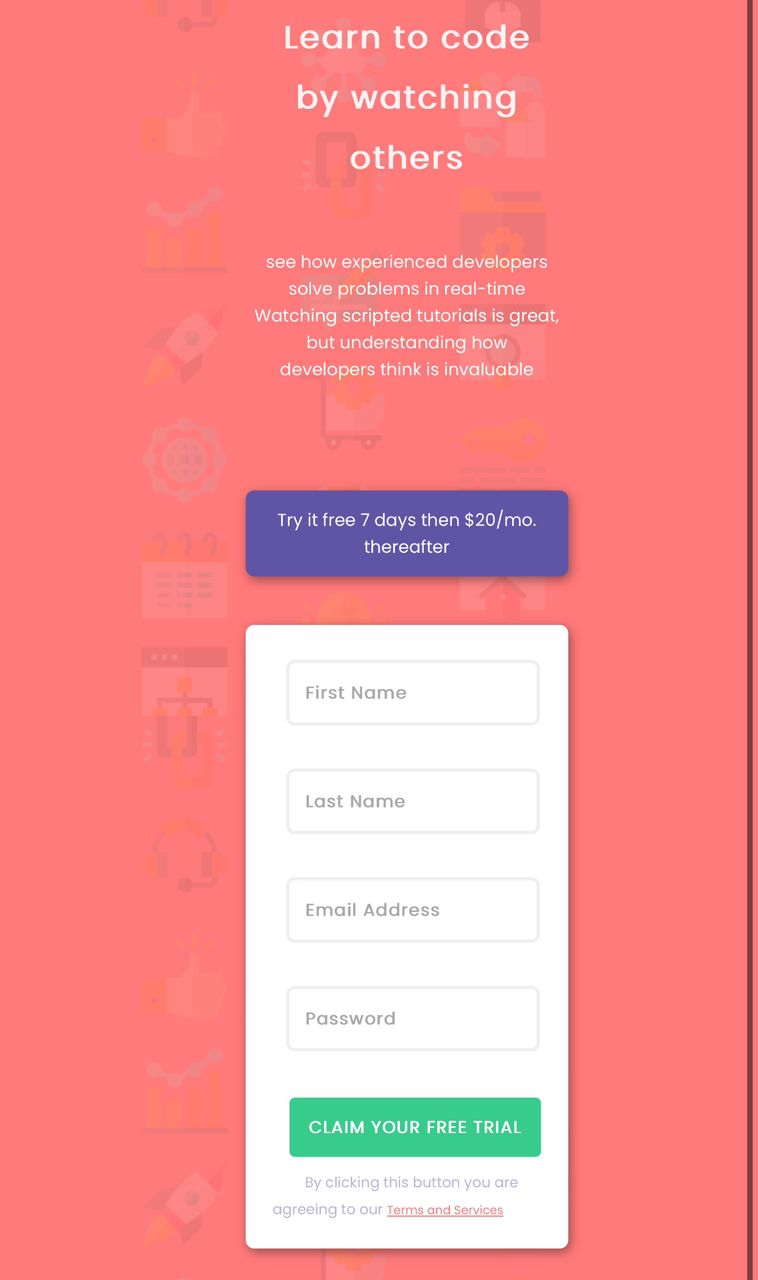 Learn to code
by watching
others
see how experienced developers
solve problems in real-time
Watching scripted tutorials is great,
but understanding how
developers think is invaluable
Try it free 7 days then $20/mo.
thereafter
First Name
Last Name
Email Address
Password
CLAIM YOUR FREE TRIAL
By clicking this button you are
agreeing to our Terms and Services